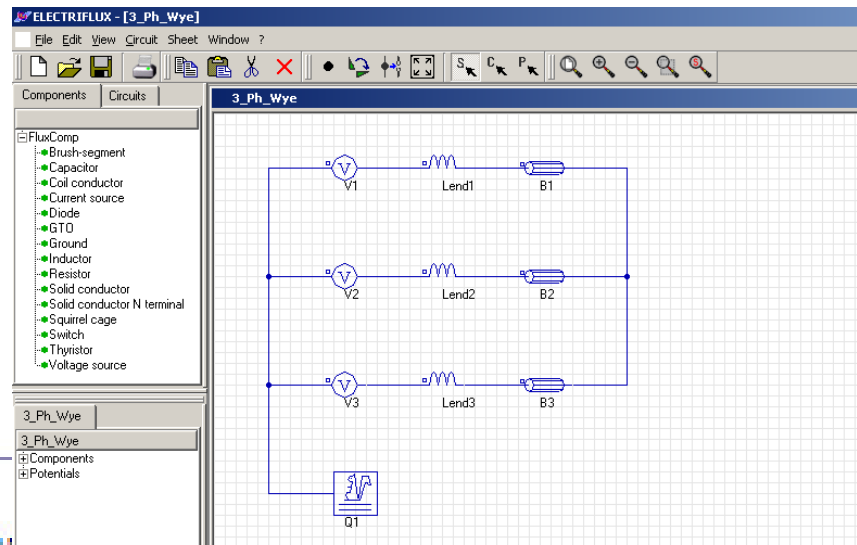 ELECTRIFLUX - [3_Ph_Wye]
File Edit View Circuit Sheet Window ?
S C P S
Components Circuits
FluxComp
Brush-segment
Capacitor
Coil conductor
Current source
Diode
GTO
Ground
Inductor
Resistor
Solid conductor
Solid conductor N terminal
Squirrel cage
Switch
Thyristor
Voltage source
3_Ph_Wye
3_Ph_Wye
Components
Potentials
3_Ph_Wye
V
V1 Lend1 B1
V
V2 Lend2 B2
V
V3 Lend3 B3
Q1